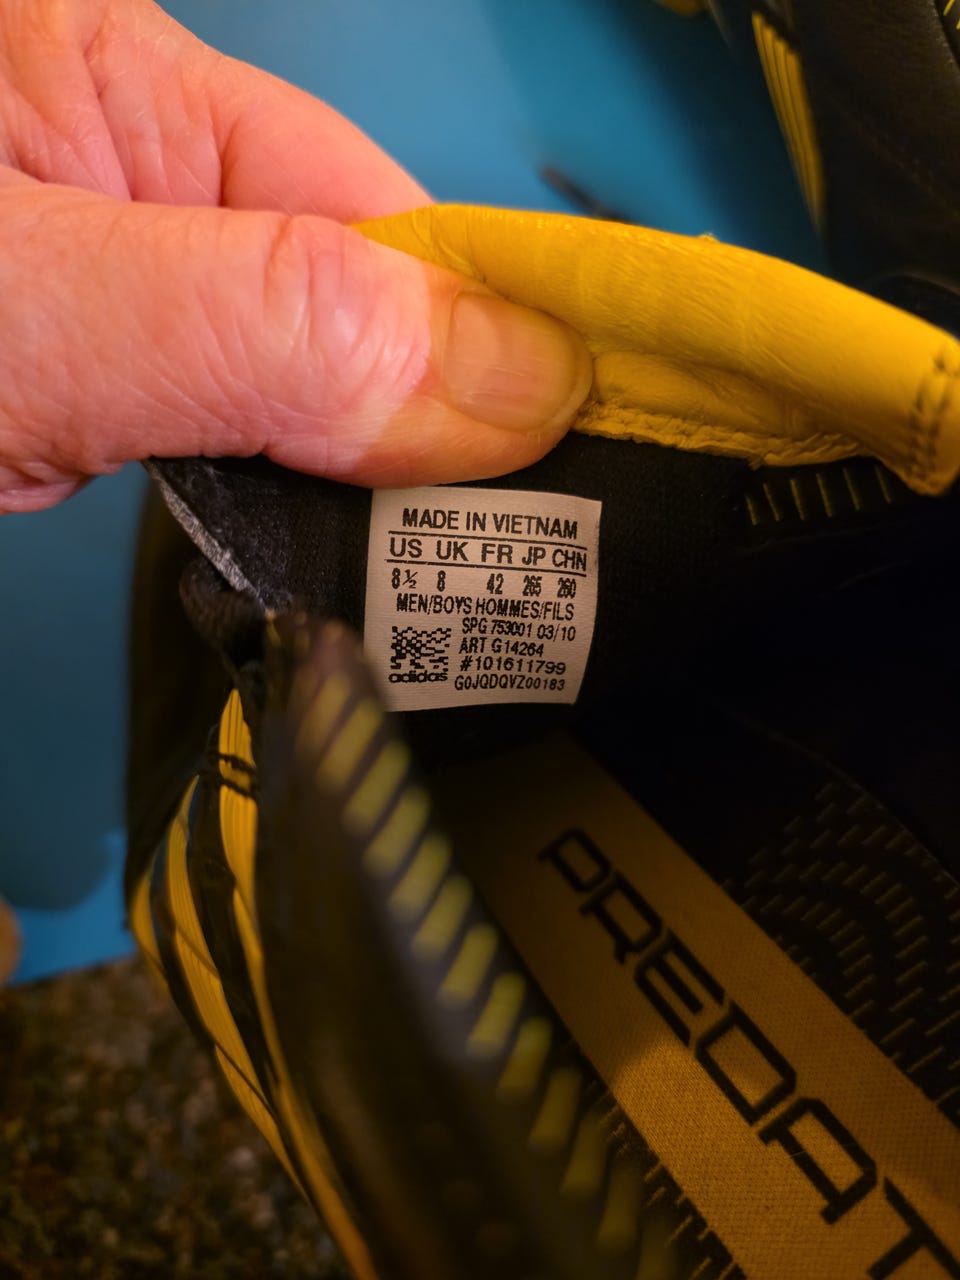 MADE IN VIETNAM
US UK FR JP CHN
8½ 8 42 265 260
MEN/BOYS HOMMES/FILS
SPG 753001 03/10
ART G14264
#101611799
adidas G0JQDQVZ00183
PREDAT